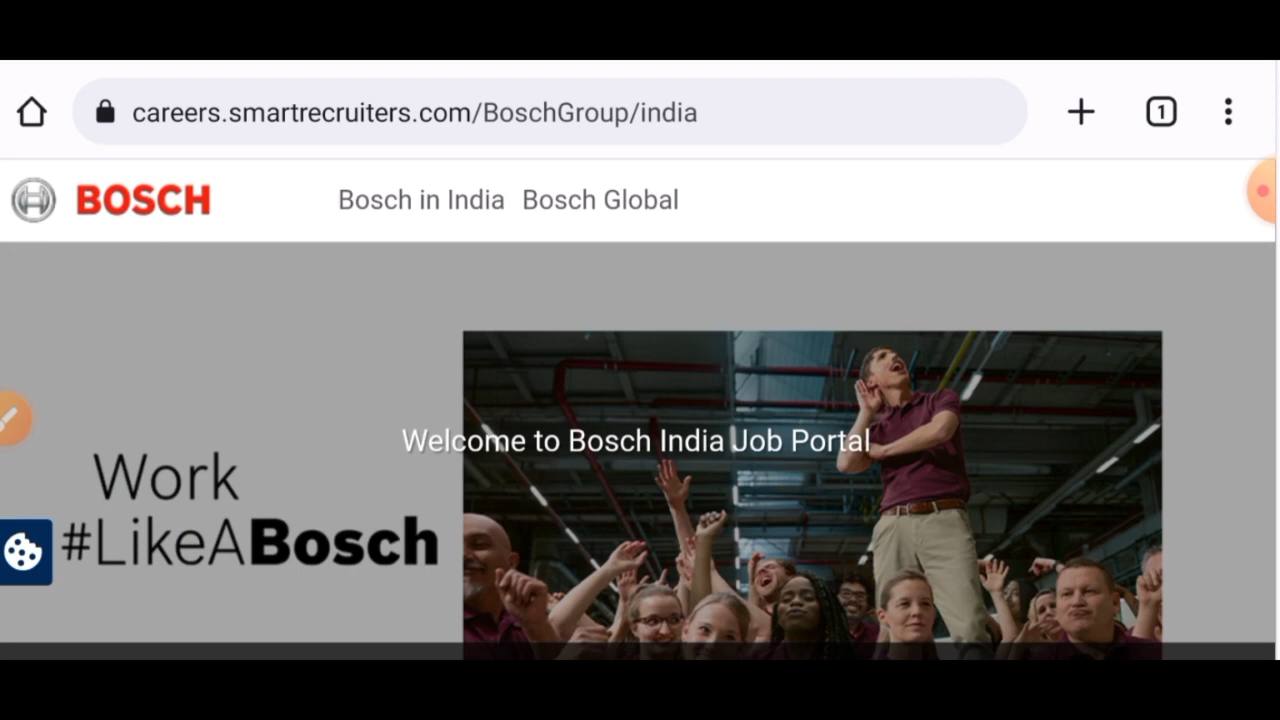 careers.smartrecruiters.com/BoschGroup/india
1
BOSCH
Bosch in India Bosch Global
Welcome to Bosch India Job Portal
Work
#LikeABosch